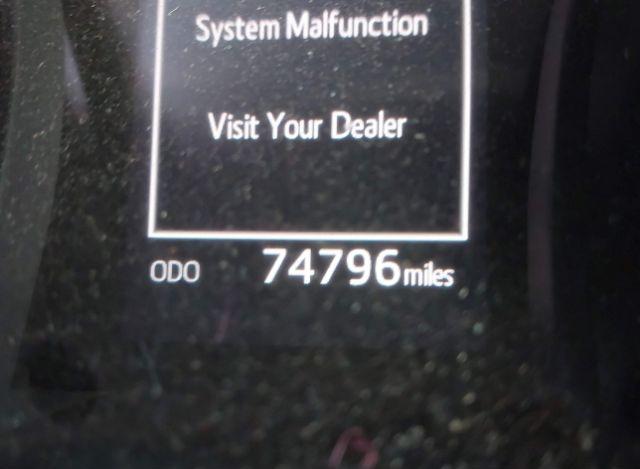 System Malfunction
Visit Your Dealer
ODO 74796 miles